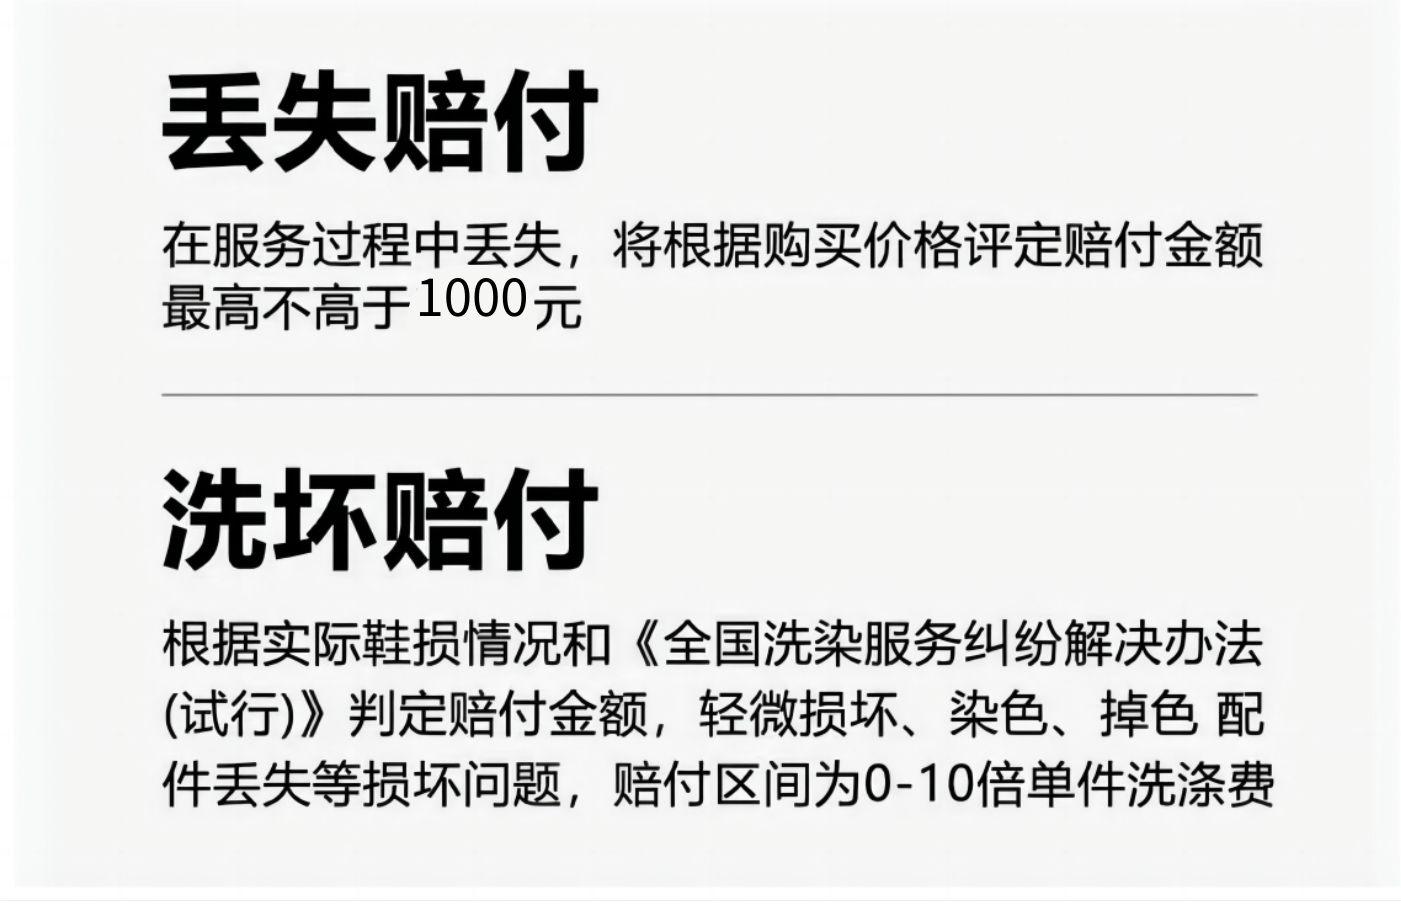 丢失赔付
在服务过程中丢失，将根据购买价格评定赔付金额
最高不高于1000元
洗坏赔付
根据实际鞋损情况和《全国洗染服务纠纷解决办法
(试行)》判定赔付金额，轻微损坏、染色、掉色 配
件丢失等损坏问题，赔付区间为0-10倍单件洗涤费